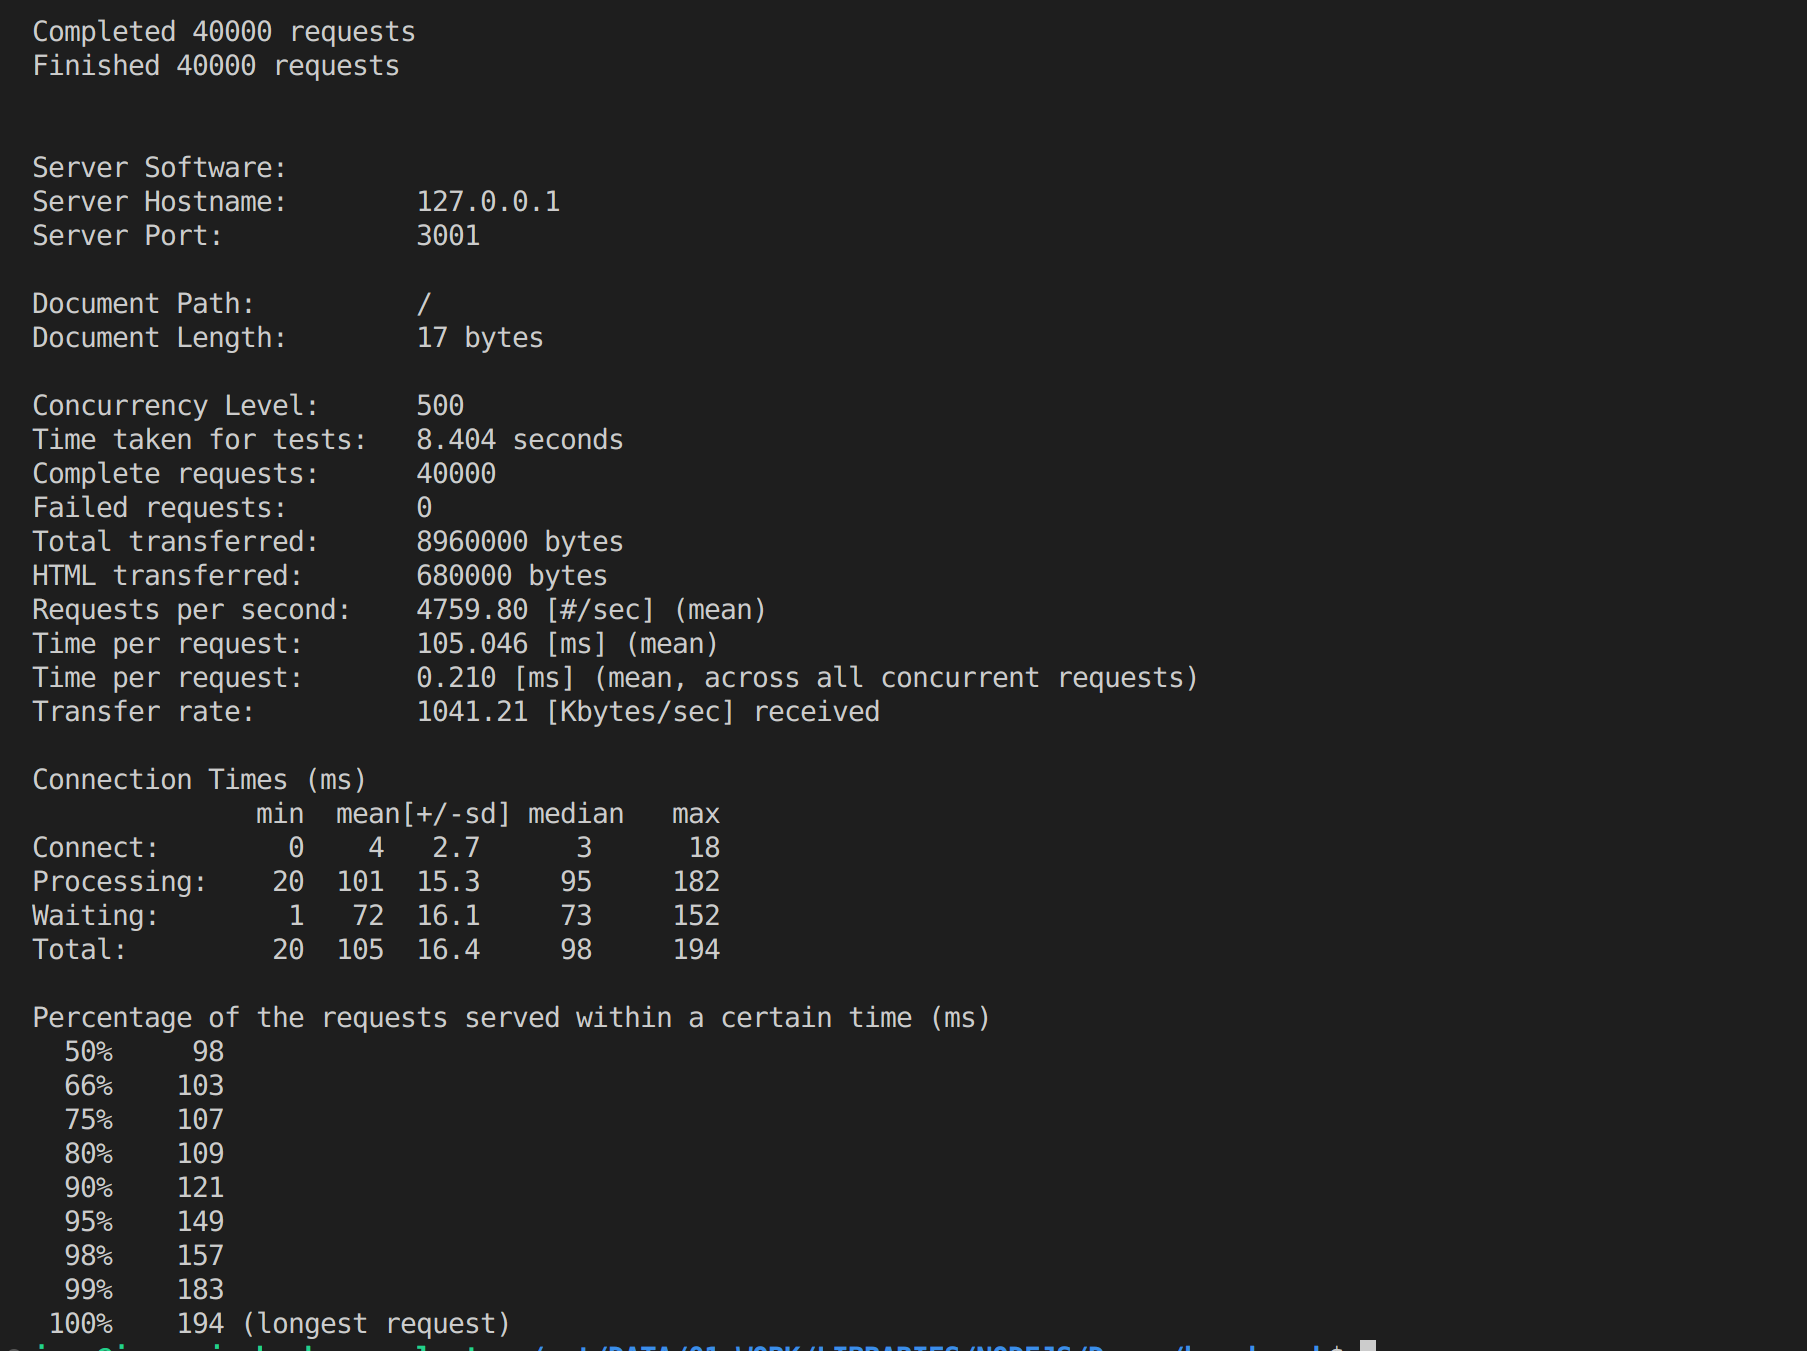 Completed 40000 requests
Finished 40000 requests
Server Software:
Server Hostname:        127.0.0.1
Server Port:            3001
Document Path:          /
Document Length:        17 bytes
Concurrency Level:      500
Time taken for tests:   8.404 seconds
Complete requests:      40000
Failed requests:        0
Total transferred:      8960000 bytes
HTML transferred:       680000 bytes
Requests per second:    4759.80 [#/sec] (mean)
Time per request:       105.046 [ms] (mean)
Time per request:       0.210 [ms] (mean, across all concurrent requests)
Transfer rate:          1041.21 [Kbytes/sec] received
Connection Times (ms)
              min  mean[+/-sd] median   max
Connect:        0    4   2.7      3      18
Processing:    20  101  15.3     95     182
Waiting:        1   72  16.1     73     152
Total:         20  105  16.4     98     194
Percentage of the requests served within a certain time (ms)
  50%     98
  66%    103
  75%    107
  80%    109
  90%    121
  95%    149
  98%    157
  99%    183
 100%    194 (longest request)